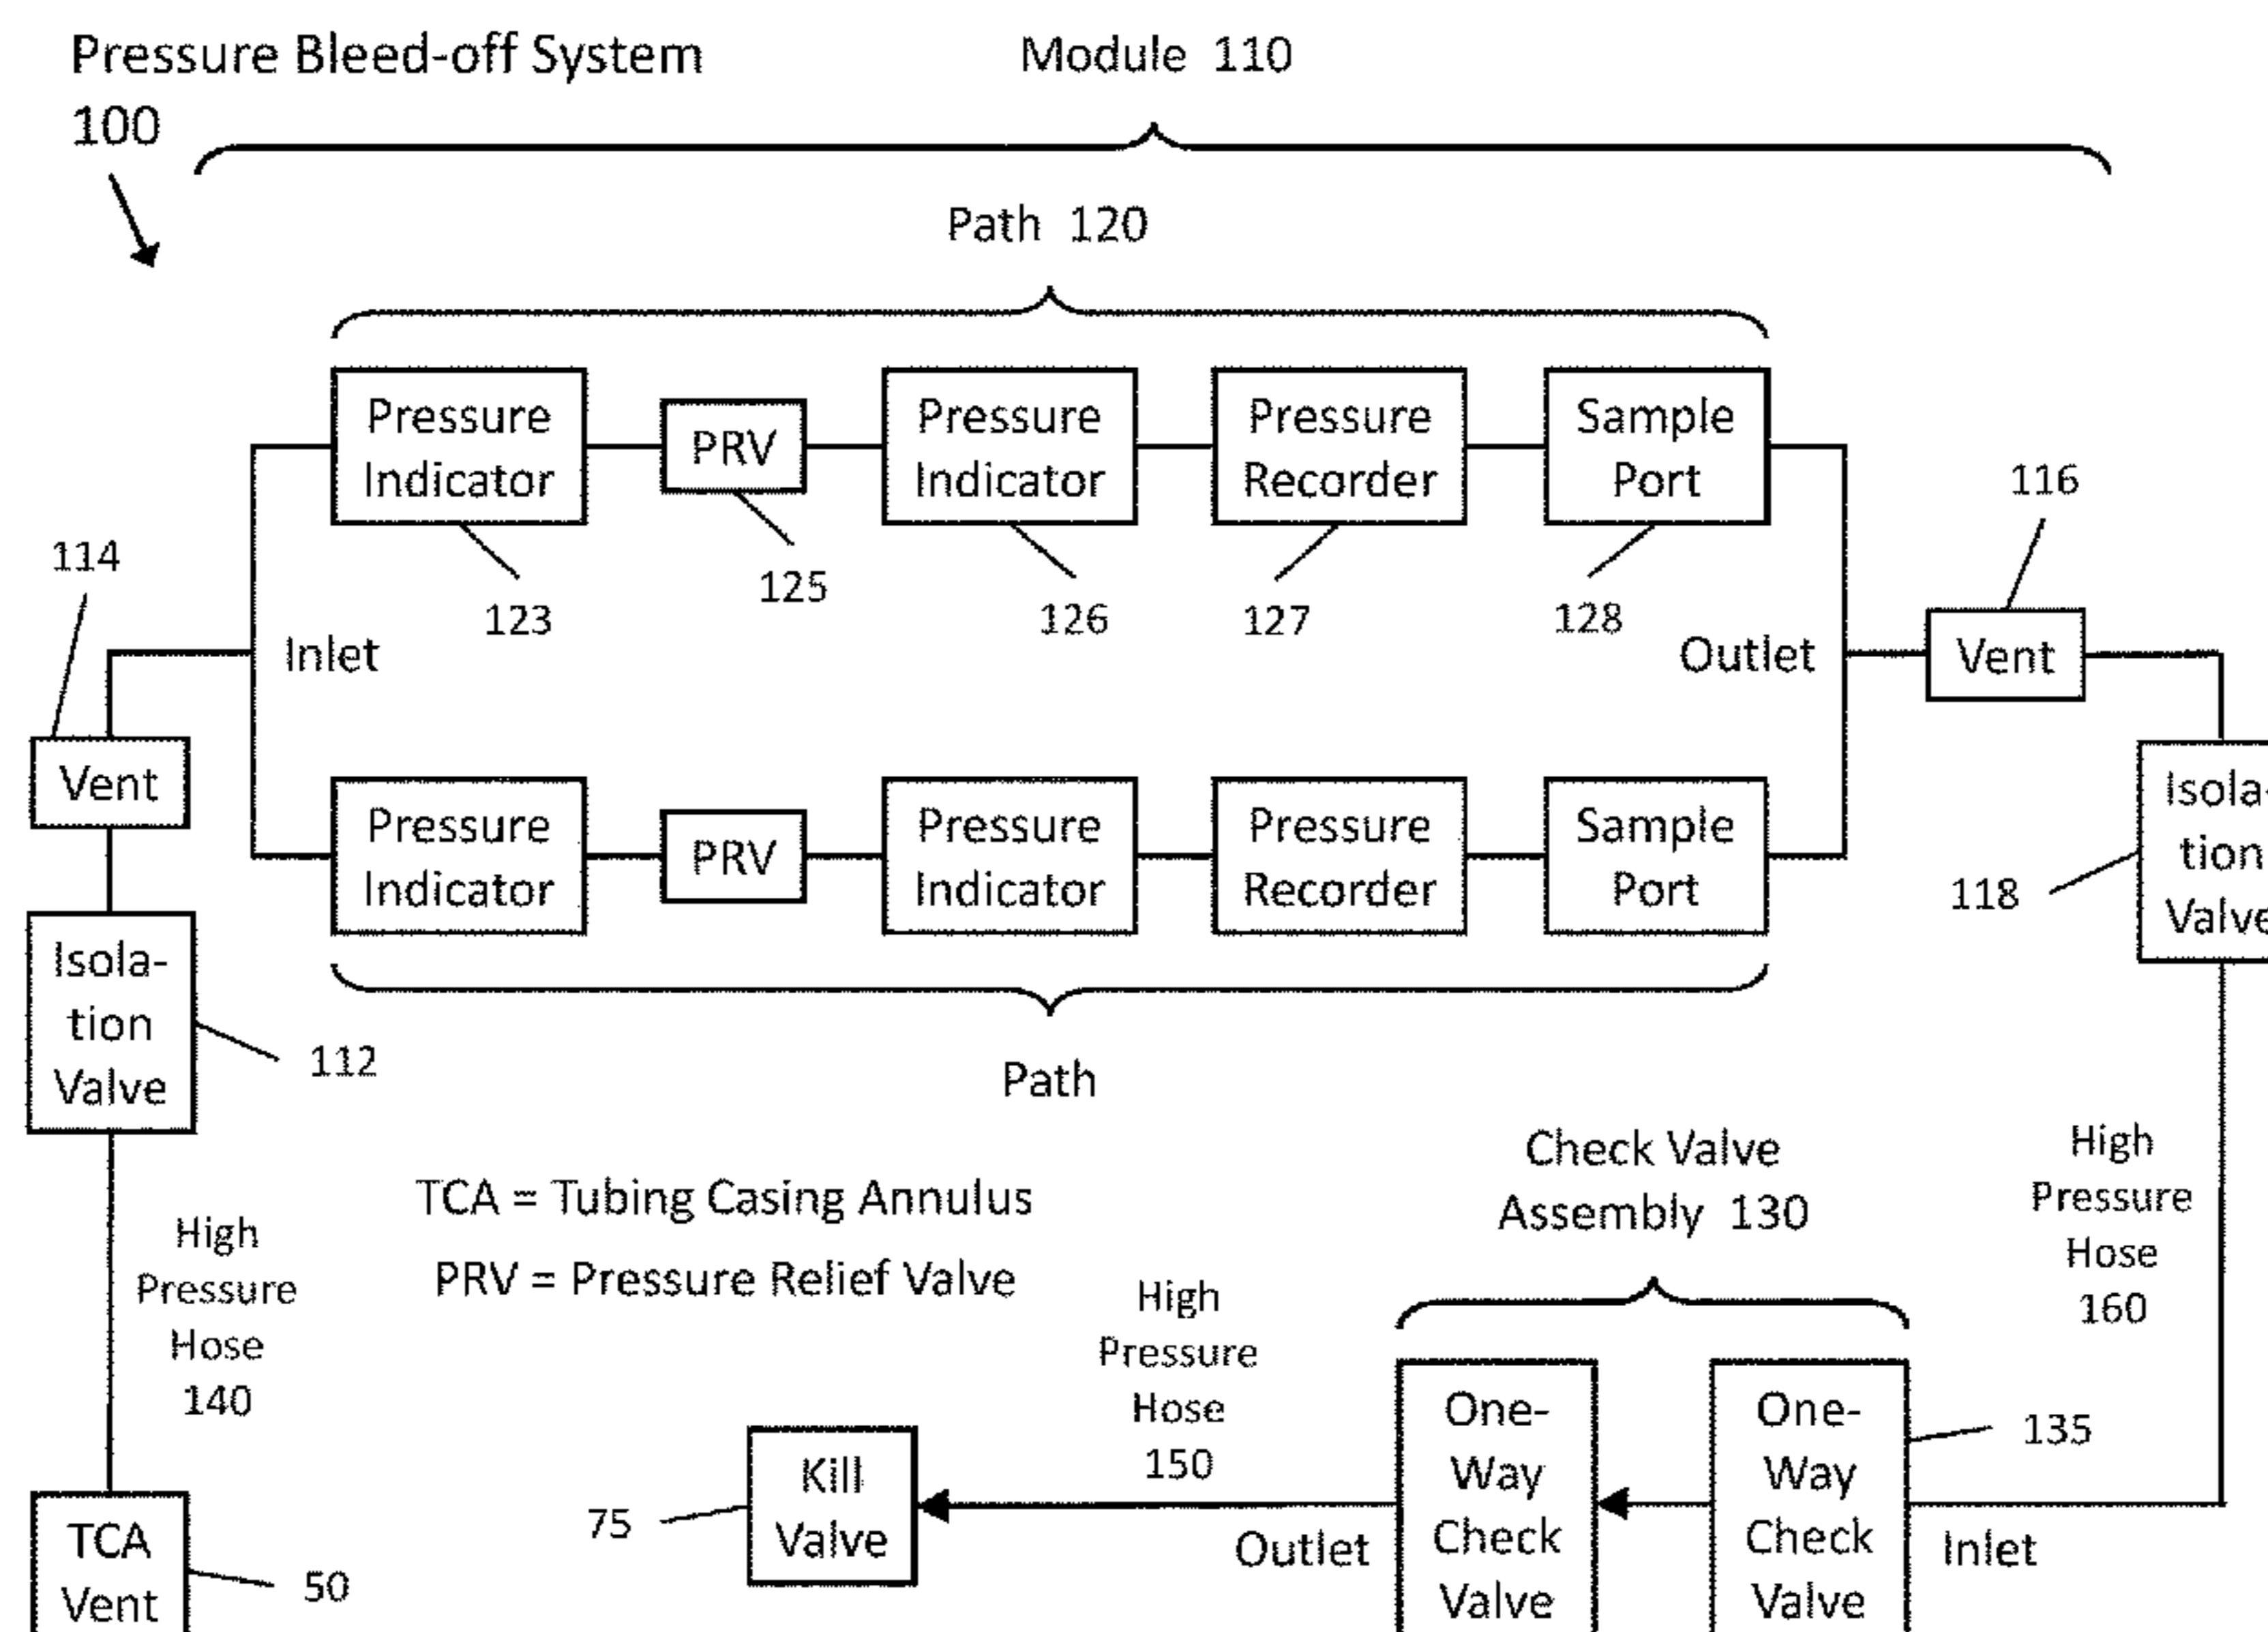 Pressure Bleed-off System
100
Module 110
Path 120
Pressure
Indicator
PRV
Pressure
Indicator
Pressure
Recorder
Sample
Port
123
125
126
127
128
114
116
Inlet
Outlet
Vent
Vent
Pressure
Indicator
PRV
Pressure
Indicator
Pressure
Recorder
Sample
Port
Isola-
tion
Valve
118
Isola-
tion
Valve
112
Path
TCA = Tubing Casing Annulus
PRV = Pressure Relief Valve
High
Pressure
Hose
140
Check Valve
Assembly 130
High
Pressure
Hose
160
High
Pressure
Hose
150
TCA
Vent
50
Kill
Valve
75
Outlet
One-
Way
Check
Valve
One-
Way
Check
Valve
135
Inlet